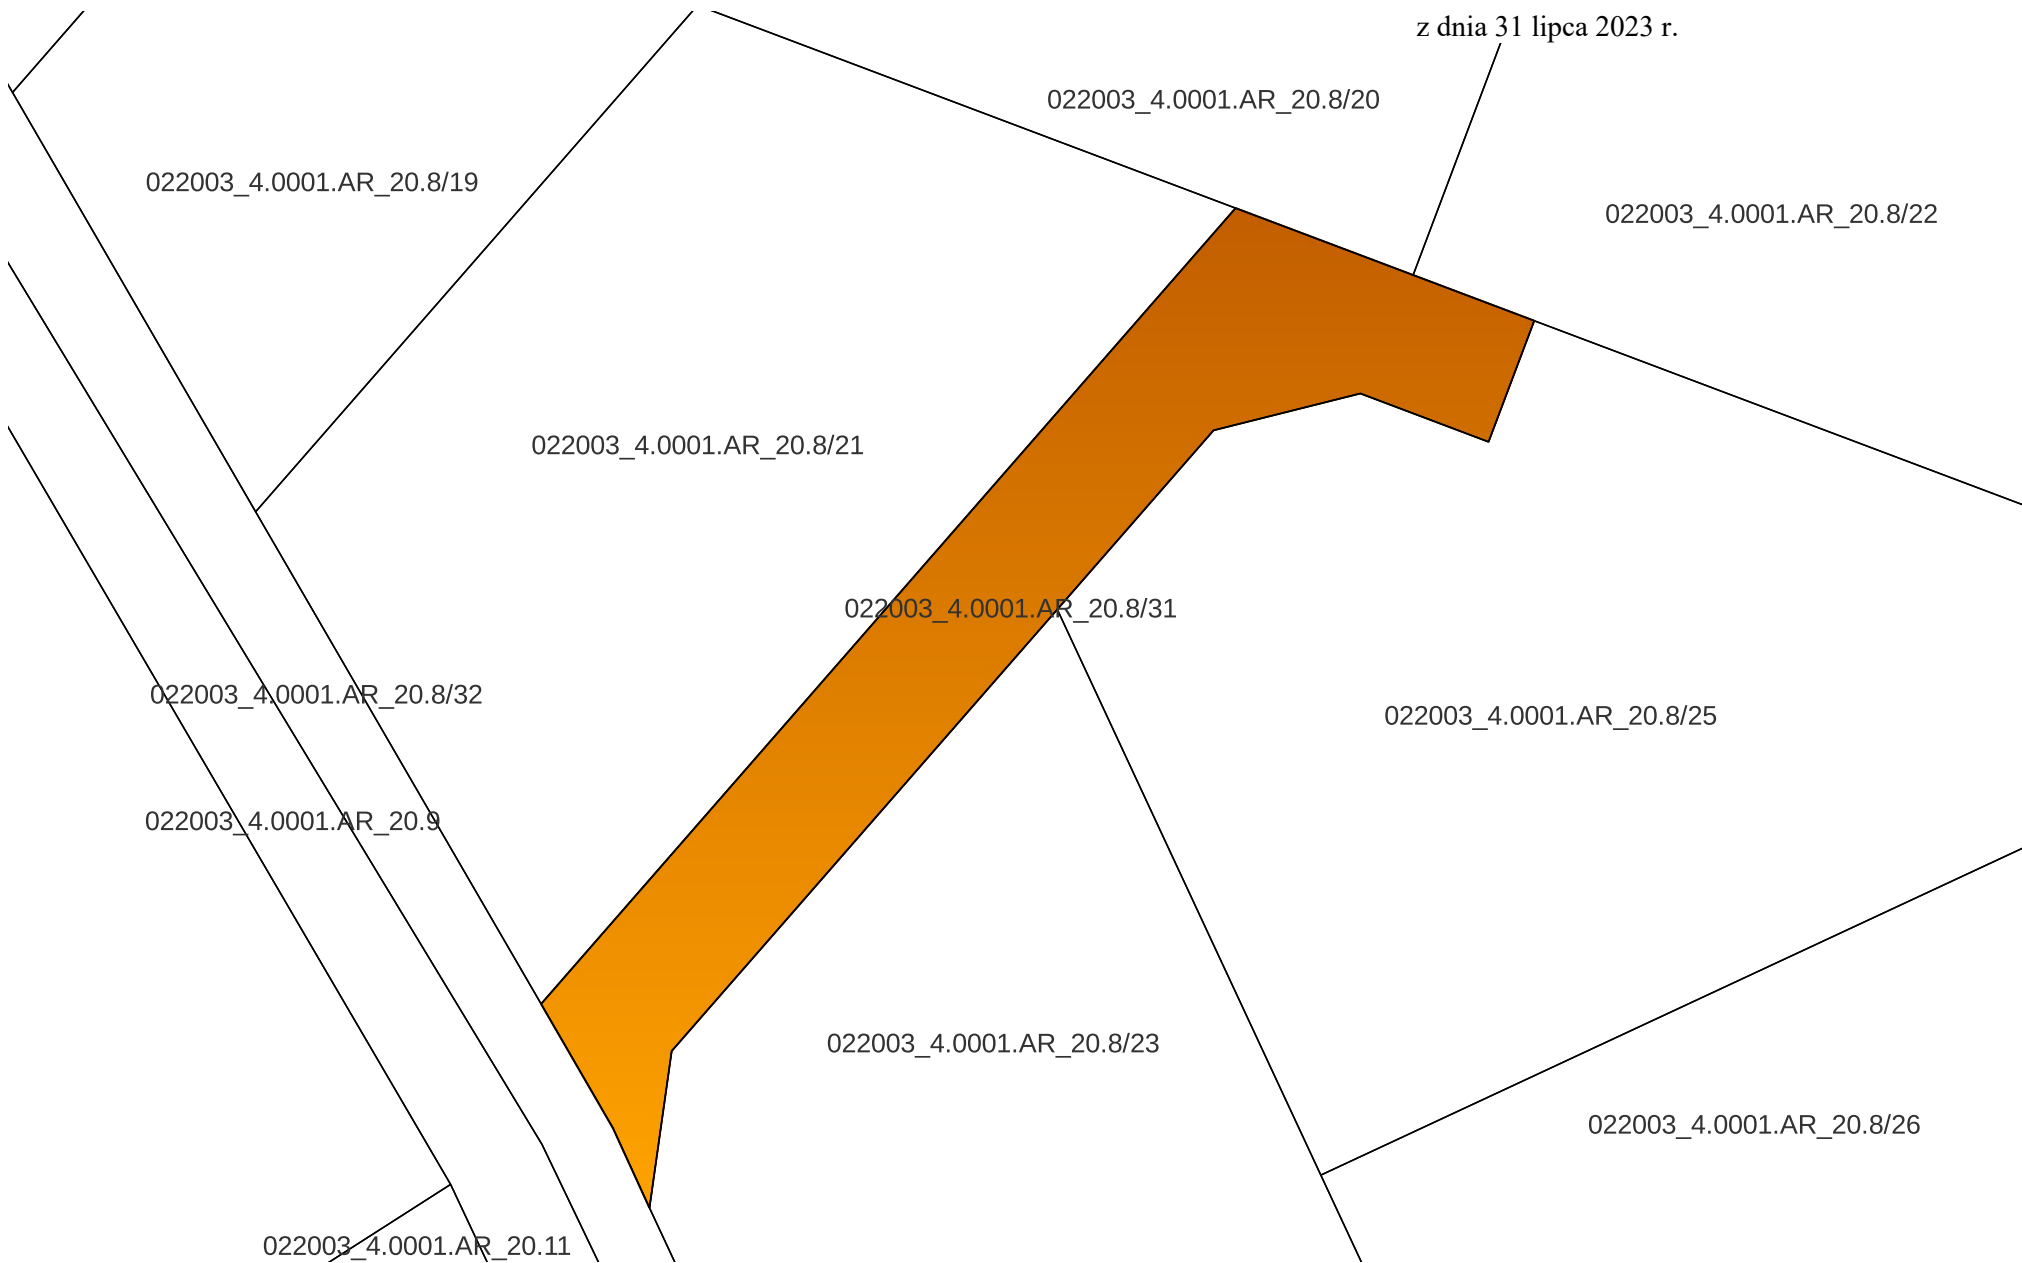 z dnia 31 lipca 2023 r.
022003_4.0001.AR_20.8/20
022003_4.0001.AR_20.8/19
022003_4.0001.AR_20.8/22
022003_4.0001.AR_20.8/21
022003_4.0001.AR_20.8/31
022003_4.0001.AR_20.8/32
022003_4.0001.AR_20.8/25
022003_4.0001.AR_20.9
022003_4.0001.AR_20.8/23
022003_4.0001.AR_20.8/26
022003_4.0001.AR_20.11